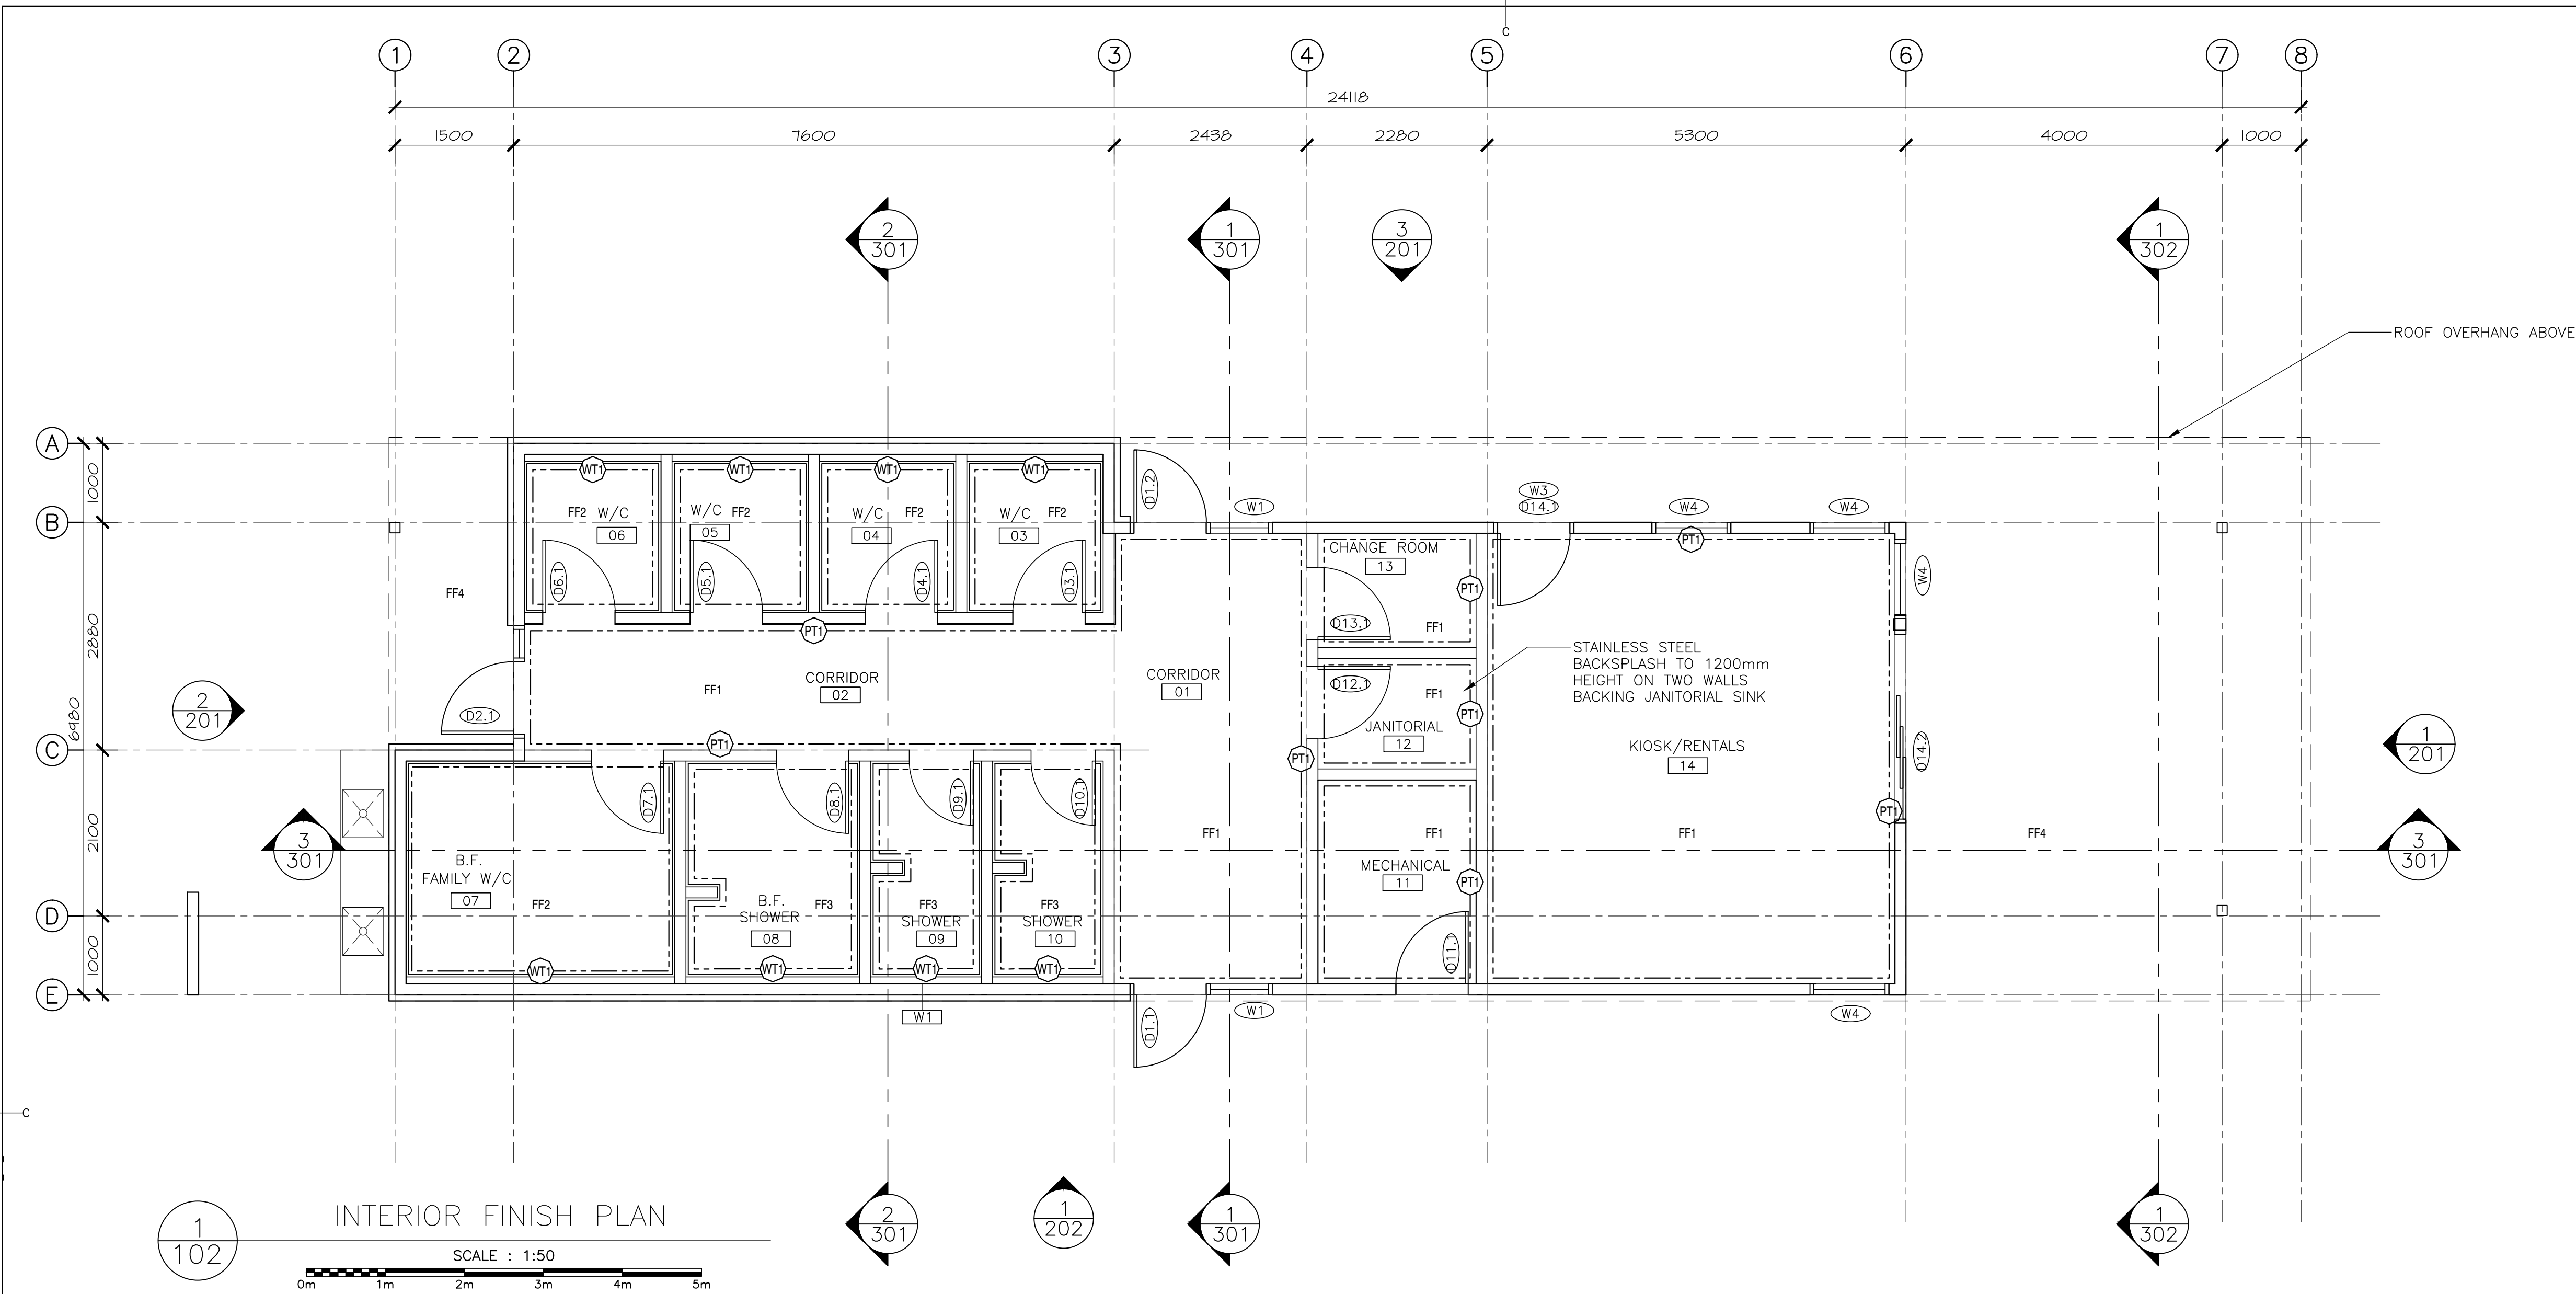 C
1 2 3 4 5 6 7 8
24118
1500 7600 2438 2280 5300 4000 1000
2 1 3 1
301 301 201 302
ROOF OVERHANG ABOVE
A
B
C
D
E
1000
2880
2100
1000
6980
WT1 WT1 WT1 WT1
D1.2
W1
W3
D14.1
W4 W4
FF2 W/C
06
W/C FF2
05
W/C FF2
04
W/C FF2
03
D6.1 D5.1 D4.1 D3.1
FF4
PT1
CHANGE ROOM
13
PT1
D13.1
FF1
PT1
W4
STAINLESS STEEL
BACKSPLASH TO 1200mm
HEIGHT ON TWO WALLS
BACKING JANITORIAL SINK
2
201
D2.1
FF1
CORRIDOR
02
CORRIDOR
01
D12.1
FF1
PT1
JANITORIAL
12
KIOSK/RENTALS
14
D14.2
1
201
PT1
PT1
D7.1 D8.1 D9.1 D10.1
FF1
FF1
FF1
PT1
FF4
3
301
3
301
B.F.
FAMILY W/C
07
FF2
B.F.
SHOWER
08
FF3
FF3
SHOWER
09
FF3
SHOWER
10
MECHANICAL
11
PT1
D11.1
WT1 WT1 WT1 WT1
W1
D1.1
W1
W4
C
1
102
INTERIOR FINISH PLAN
SCALE : 1:50
0m 1m 2m 3m 4m 5m
2 1 1 1
301 202 301 302